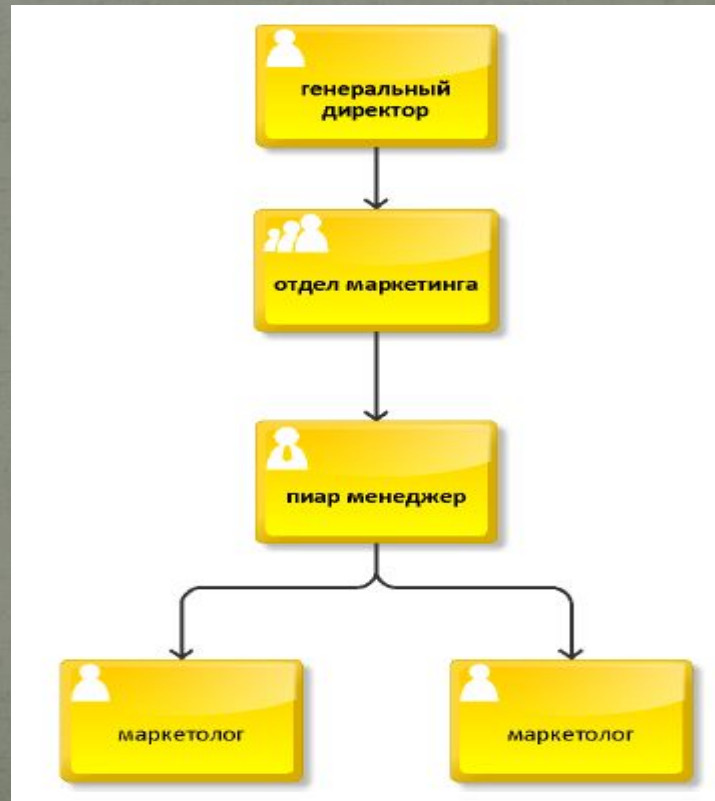 генеральный
директор
отдел маркетинга
пиар менеджер
маркетолог
маркетолог